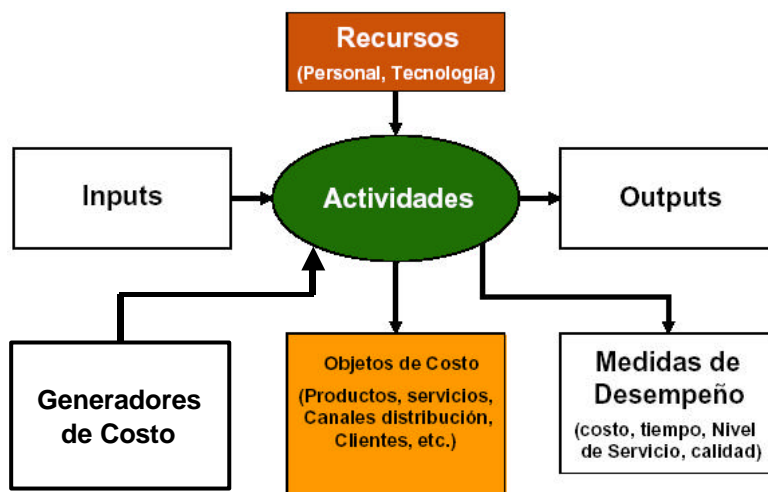 Recursos
(Personal, Tecnología)
Inputs
Actividades
Outputs
Generadores
de Costo
Objetos de Costo
(Productos, servicios,
Canales distribución,
Clientes, etc.)
Medidas de
Desempeño
(costo, tiempo, Nivel
de Servicio, calidad)